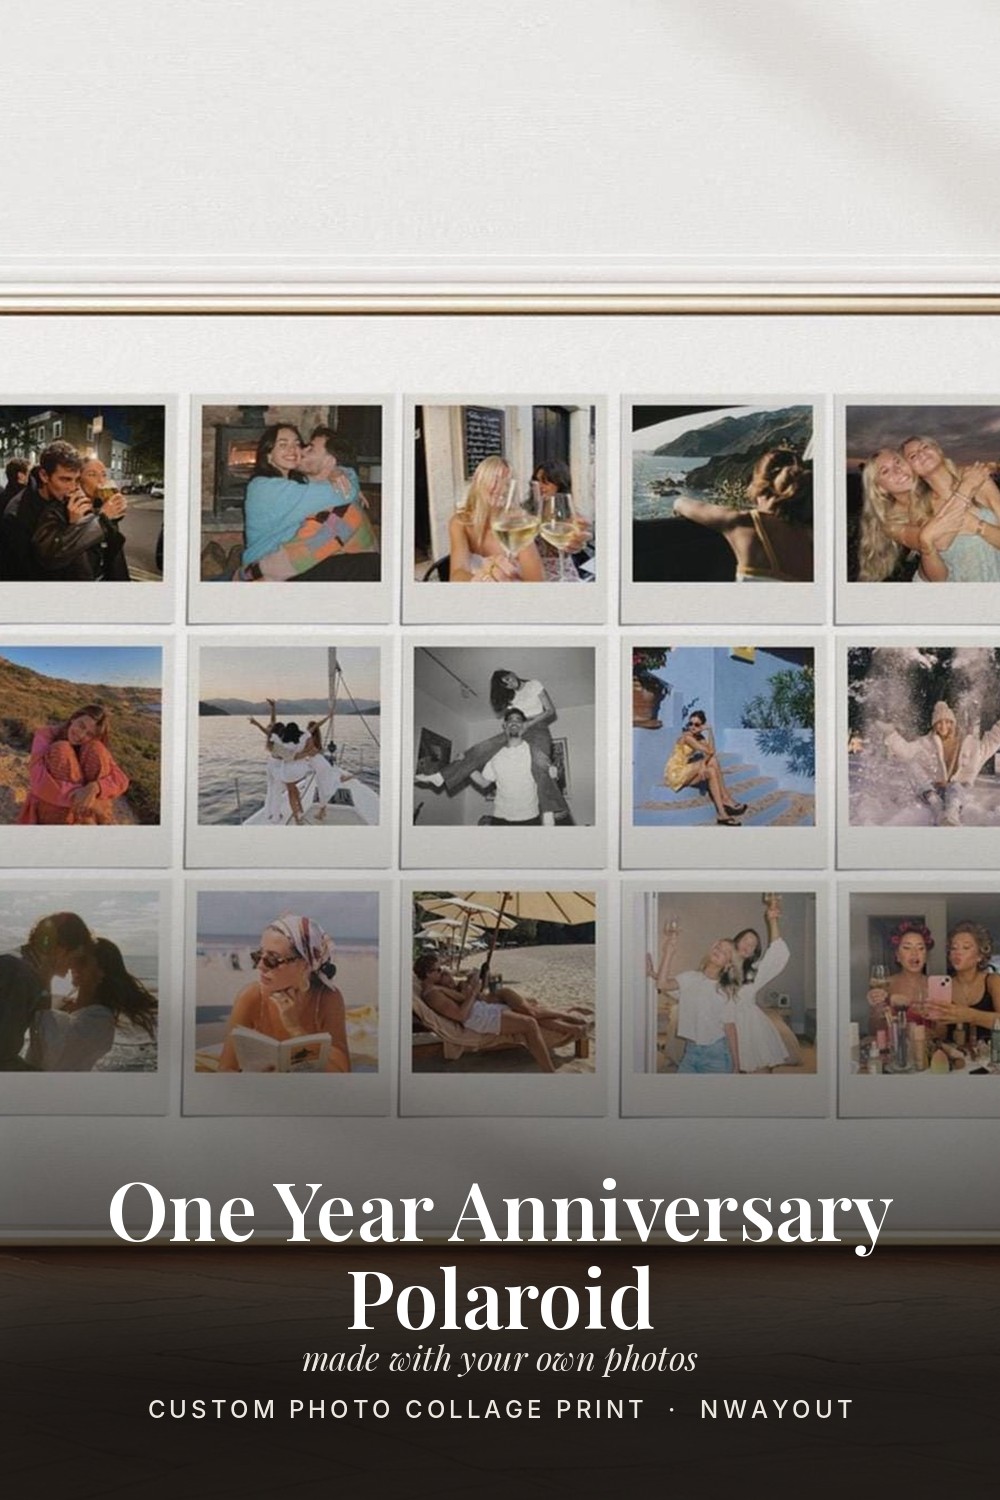 One Year Anniversary
Polaroid
made with your own photos
CUSTOM PHOTO COLLAGE PRINT · NWAYOUT